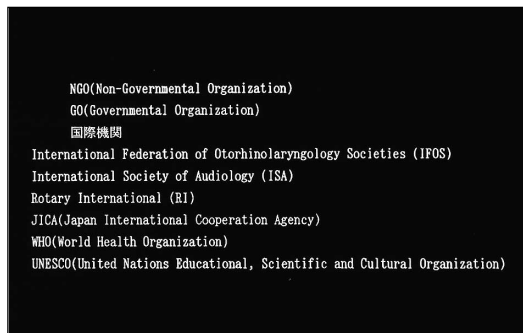 NGO(Non-Governmental Organization)
GO(Governmental Organization)
国際機関
International Federation of Otorhinolaryngology Societies (IFOS)
International Society of Audiology (ISA)
Rotary International (RI)
JICA(Japan International Cooperation Agency)
WHO(World Health Organization)
UNESCO(United Nations Educational, Scientific and Cultural Organization)